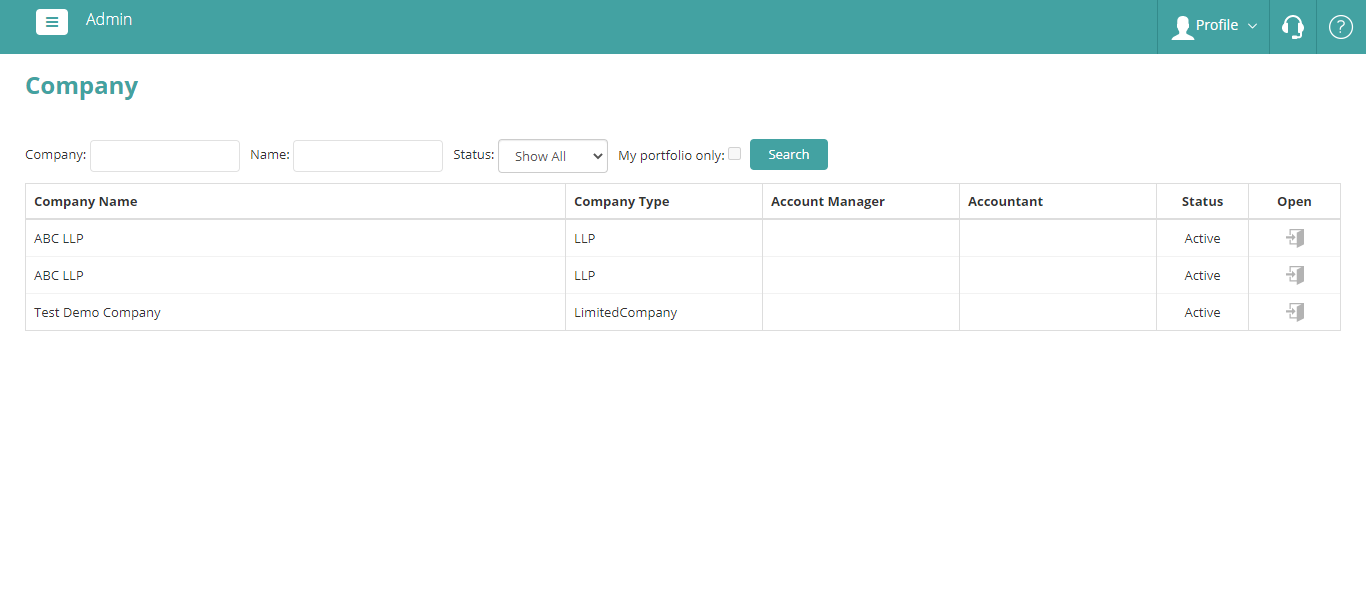 Admin
Profile
?
Company
Company: Name: Status: Show All My portfolio only: Search
Company Name Company Type Account Manager Accountant Status Open
ABC LLP LLP Active
ABC LLP LLP Active
Test Demo Company LimitedCompany Active